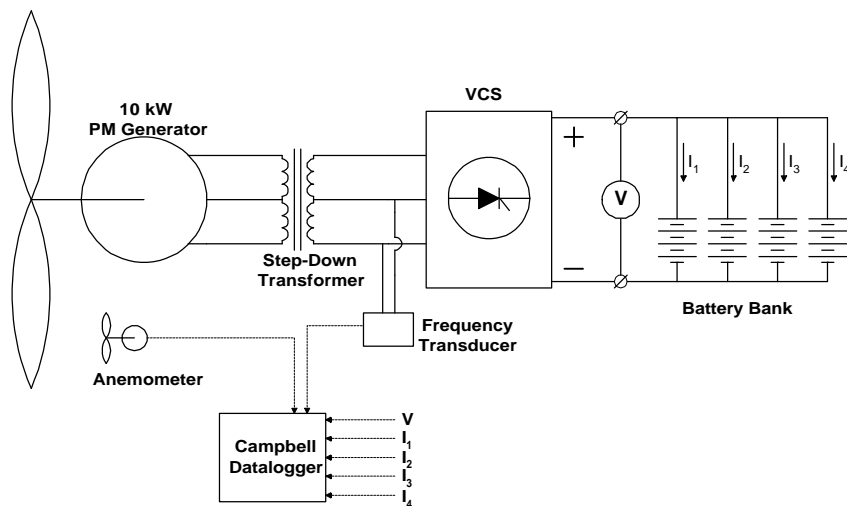 10 kW
PM Generator
VCS
Step-Down
Transformer
+
−
V
I1
I2
I3
I4
Battery Bank
Frequency
Transducer
Anemometer
Campbell
Datalogger
V
I1
I2
I3
I4